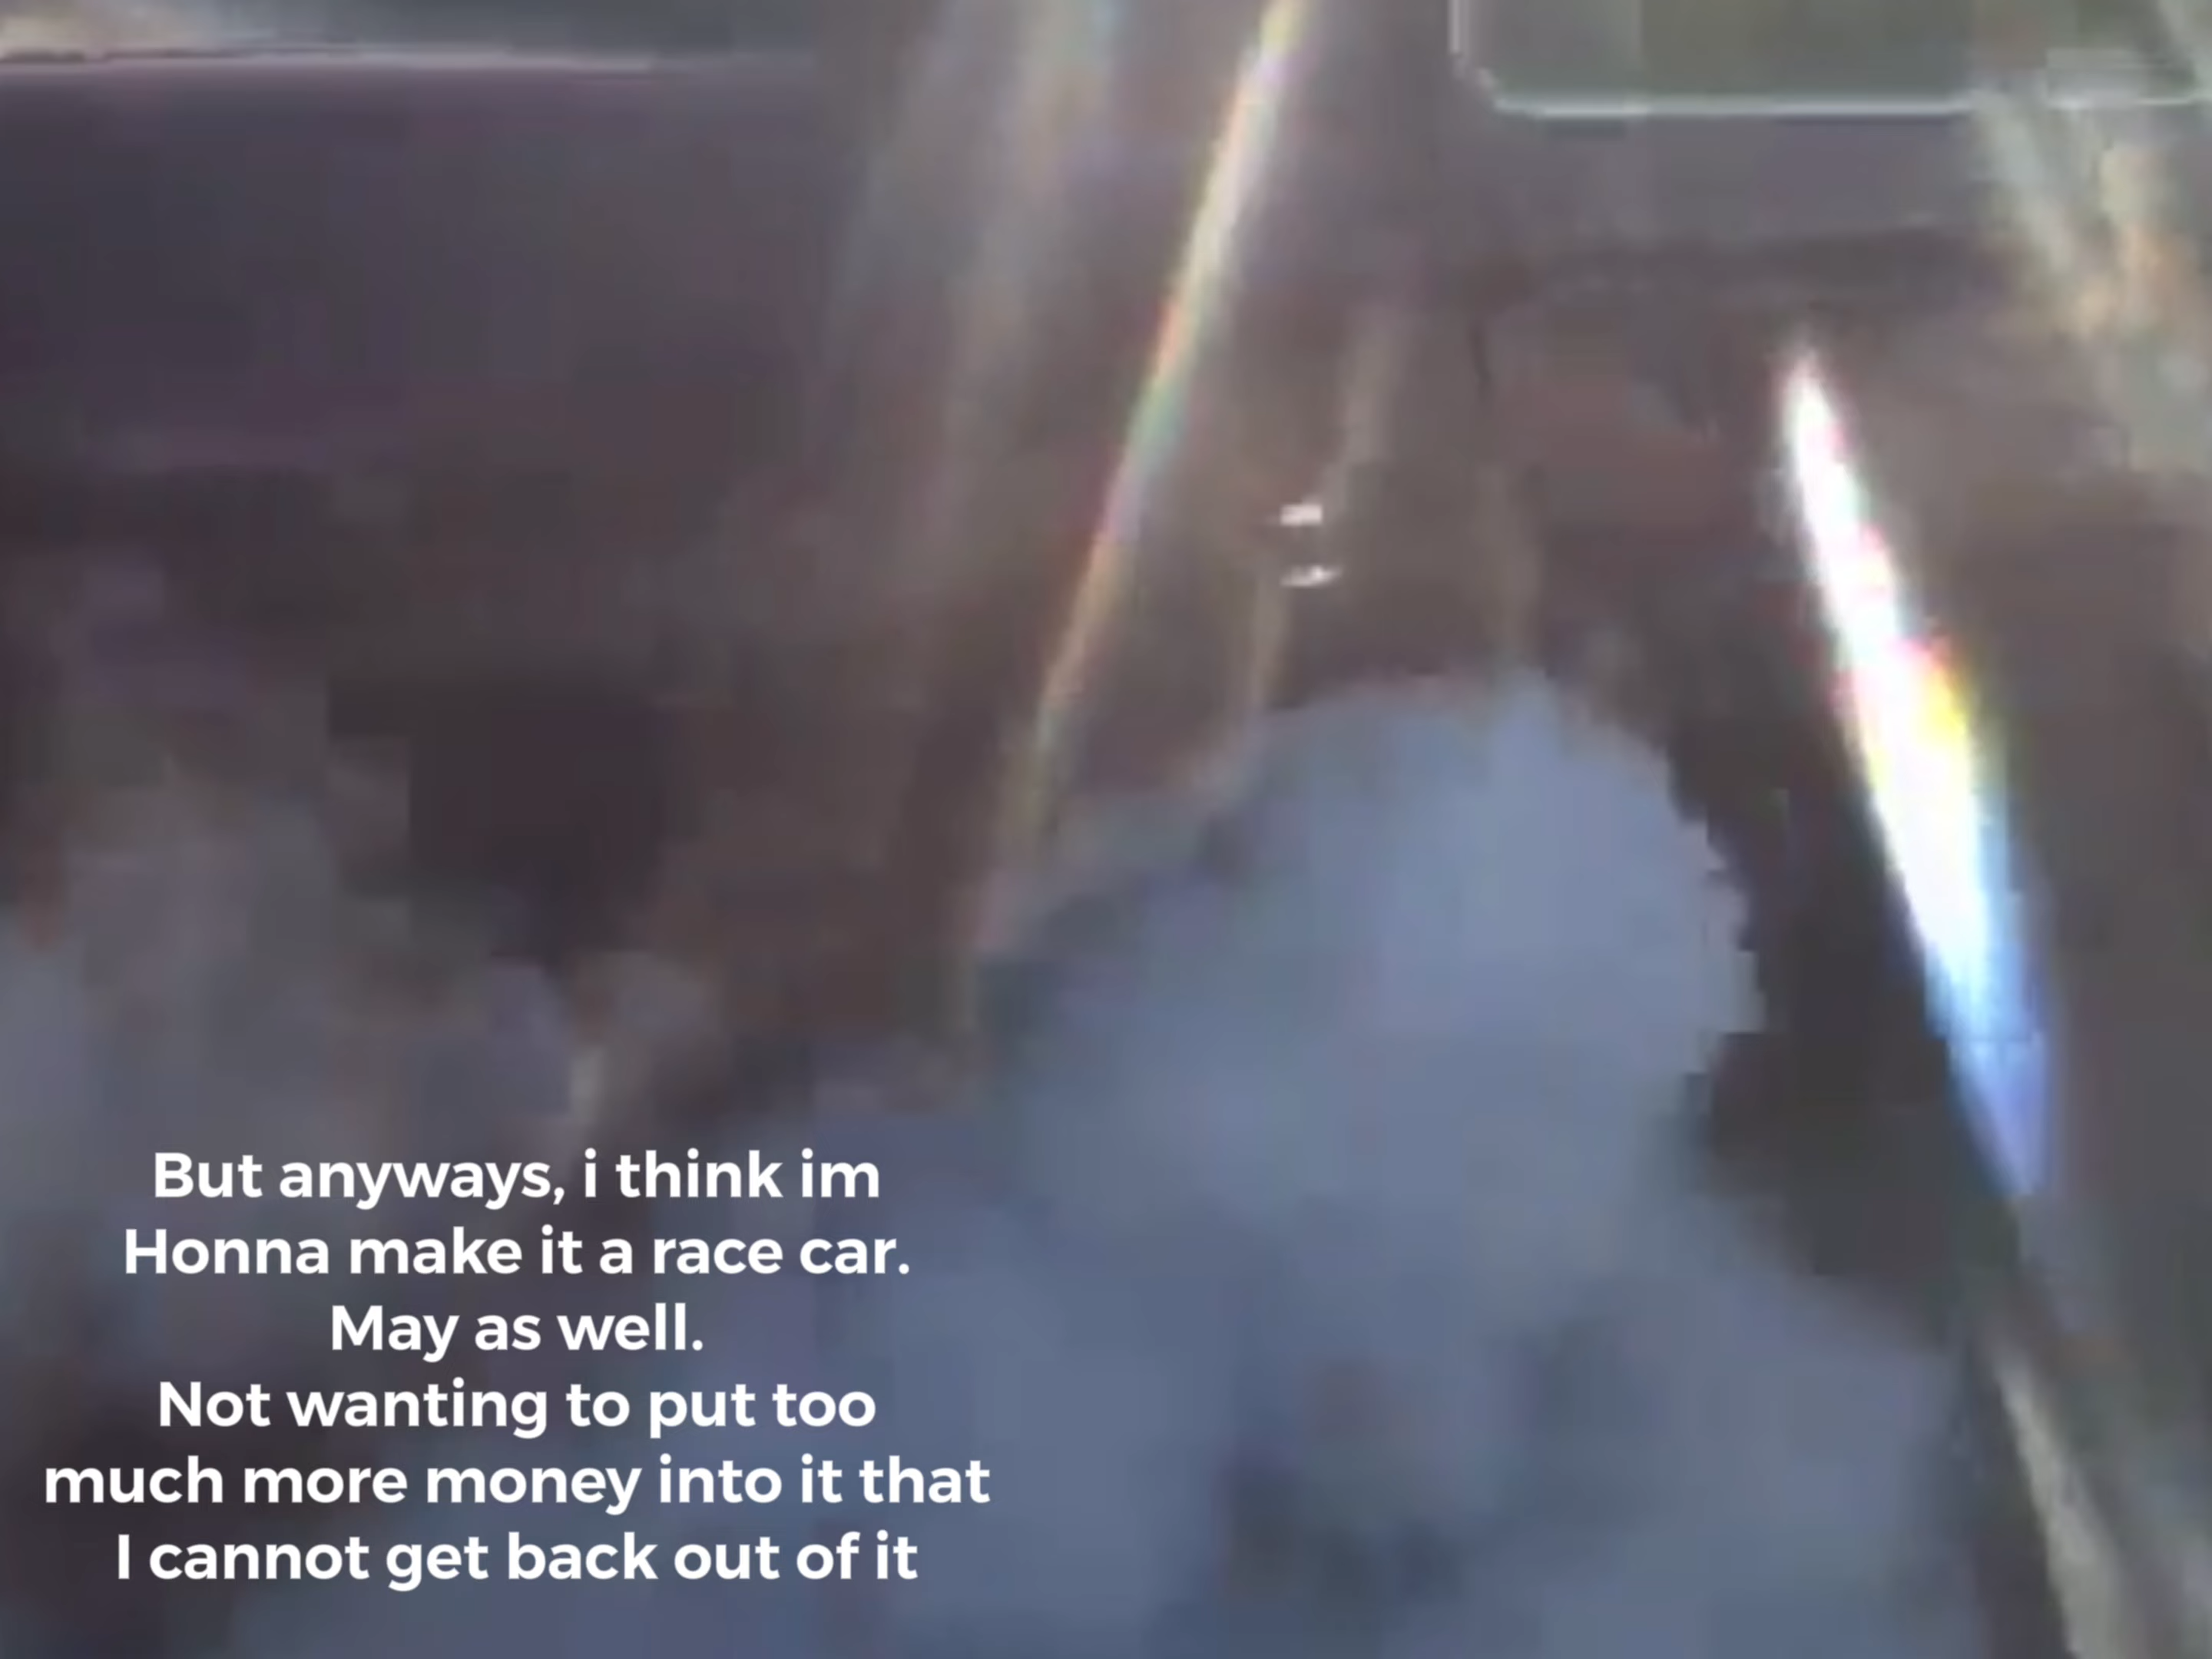 But anyways, i think im
Honna make it a race car.
May as well.
Not wanting to put too
much more money into it that
I cannot get back out of it